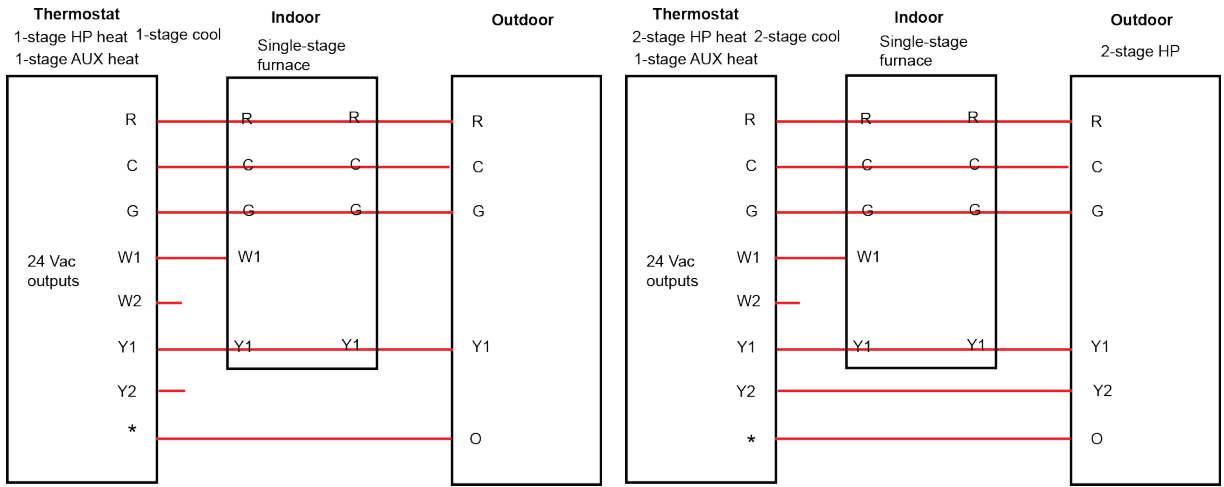 Thermostat
1-stage HP heat 1-stage cool
1-stage AUX heat
Indoor
Single-stage
furnace
Outdoor
R R R R
C C C C
G G G G
24 Vac
outputs
W1 W1
W2
Y1 Y1 Y1 Y1
Y2
* O
Thermostat
2-stage HP heat 2-stage cool
1-stage AUX heat
Indoor
Single-stage
furnace
Outdoor
2-stage HP
R R R R
C C C C
G G G G
24 Vac
outputs
W1 W1
W2
Y1 Y1 Y1 Y1
Y2 Y2
* O